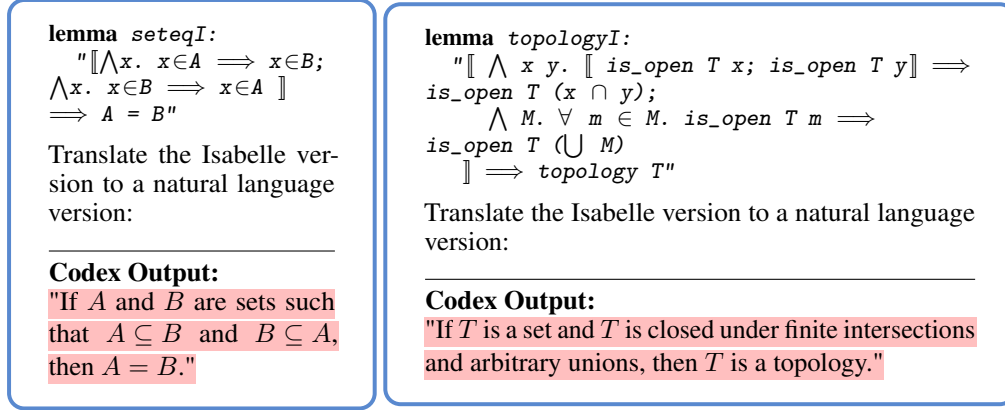 lemma seteqI:
"⟦⋀x. x∈A ⟹ x∈B;
⋀x. x∈B ⟹ x∈A ⟧
⟹ A = B"
Translate the Isabelle ver-
sion to a natural language
version:
Codex Output:
"If A and B are sets such
that A ⊆ B and B ⊆ A,
then A = B."
lemma topologyI:
"⟦ ⋀ x y. ⟦ is_open T x; is_open T y⟧ ⟹
is_open T (x ∩ y);
⋀ M. ∀ m ∈ M. is_open T m ⟹
is_open T (⋃ M)
⟧ ⟹ topology T"
Translate the Isabelle version to a natural language
version:
Codex Output:
"If T is a set and T is closed under finite intersections
and arbitrary unions, then T is a topology."